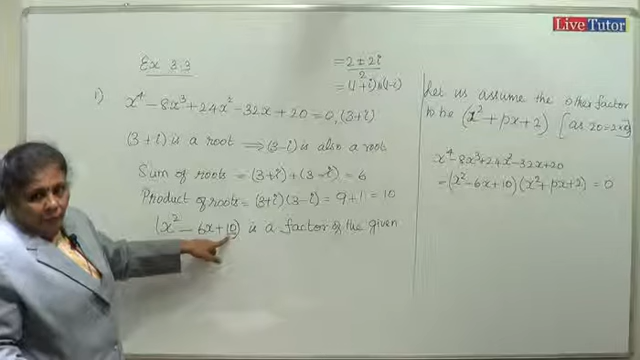 Live Tutor
Ex 3.3
1) x⁴ − 8x³ + 24x² − 32x + 20 = 0, (3+i)
(3+i) is a root ⟹ (3-i) is also a root
Sum of roots = (3+i) + (3-i) = 6
Product of roots = (3+i)(3-i) = 9+1 = 10
(x² − 6x + 10) is a factor of the given
= 2 ± 2i / 2
= (1+i) & (1-i)
Let us assume the other factor
to be (x² + px + 2) [as 20 = 2×10]
x⁴ − 8x³ + 24x² − 32x + 20
= (x² − 6x + 10)(x² + px + 2) = 0